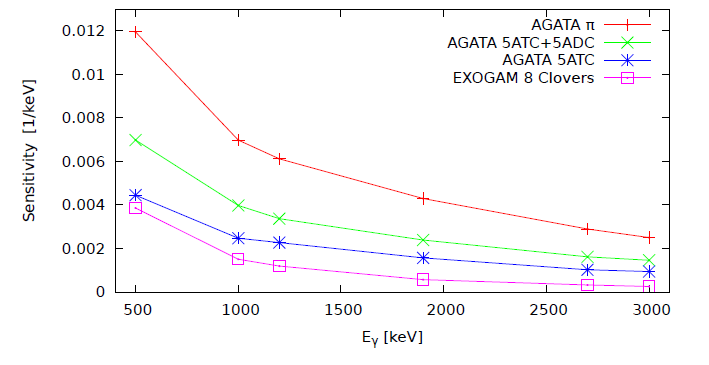 AGATA π
AGATA 5ATC+5ADC
AGATA 5ATC
EXOGAM 8 Clovers
Sensitivity [1/keV]
0.012
0.01
0.008
0.006
0.004
0.002
0
500 1000 1500 2000 2500 3000
Eγ [keV]